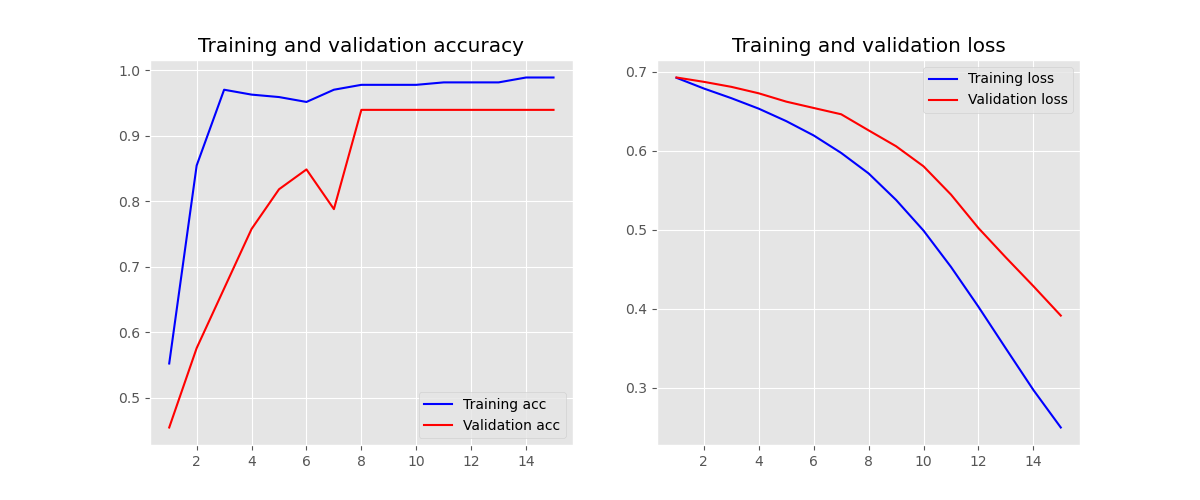 Training and validation accuracy
1.0
0.9
0.8
0.7
0.6
0.5
Training acc
Validation acc
2 4 6 8 10 12 14
Training and validation loss
0.7
0.6
0.5
0.4
0.3
Training loss
Validation loss
2 4 6 8 10 12 14